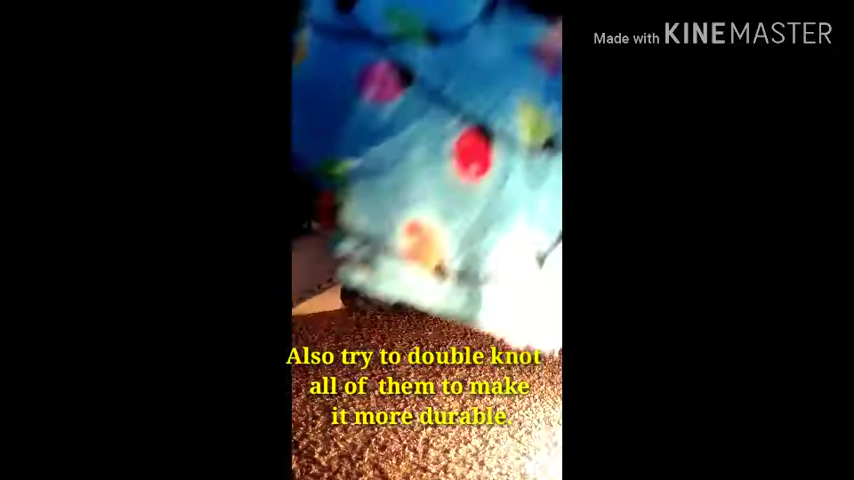 Made with KINEMASTER
Also try to double knot
all of them to make
it more durable.